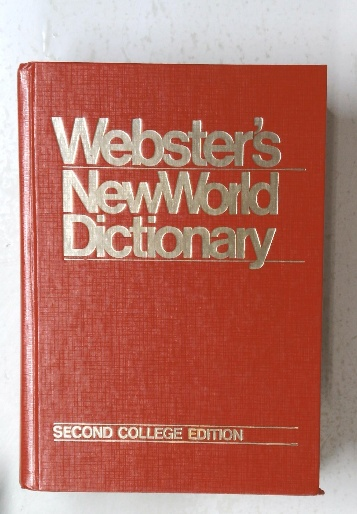 Webster's
NewWorld
Dictionary
SECOND COLLEGE EDITION